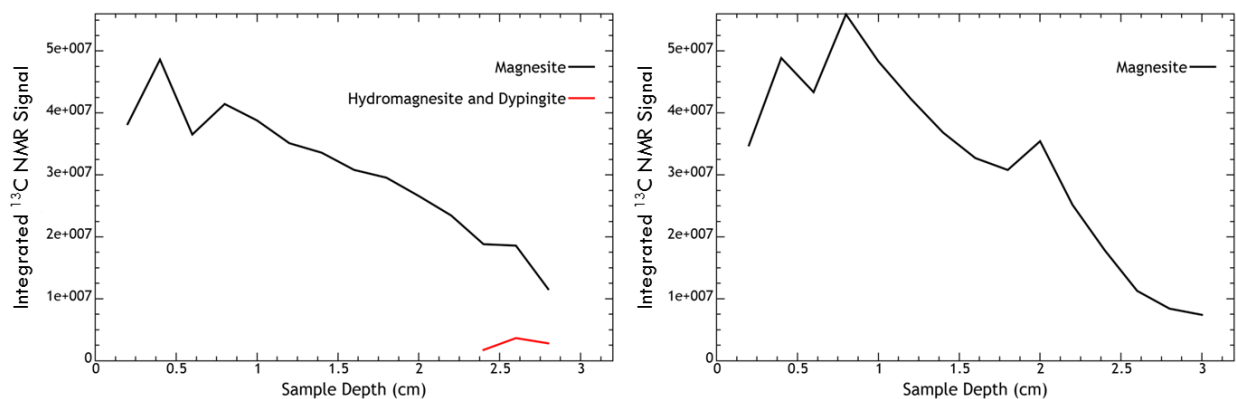 Integrated ¹³C NMR Signal
5e+007
4e+007
3e+007
2e+007
1e+007
0
Magnesite
Hydromagnesite and Dypingite
0 0.5 1 1.5 2 2.5 3
Sample Depth (cm)
Integrated ¹³C NMR Signal
5e+007
4e+007
3e+007
2e+007
1e+007
0
Magnesite
0 0.5 1 1.5 2 2.5 3
Sample Depth (cm)